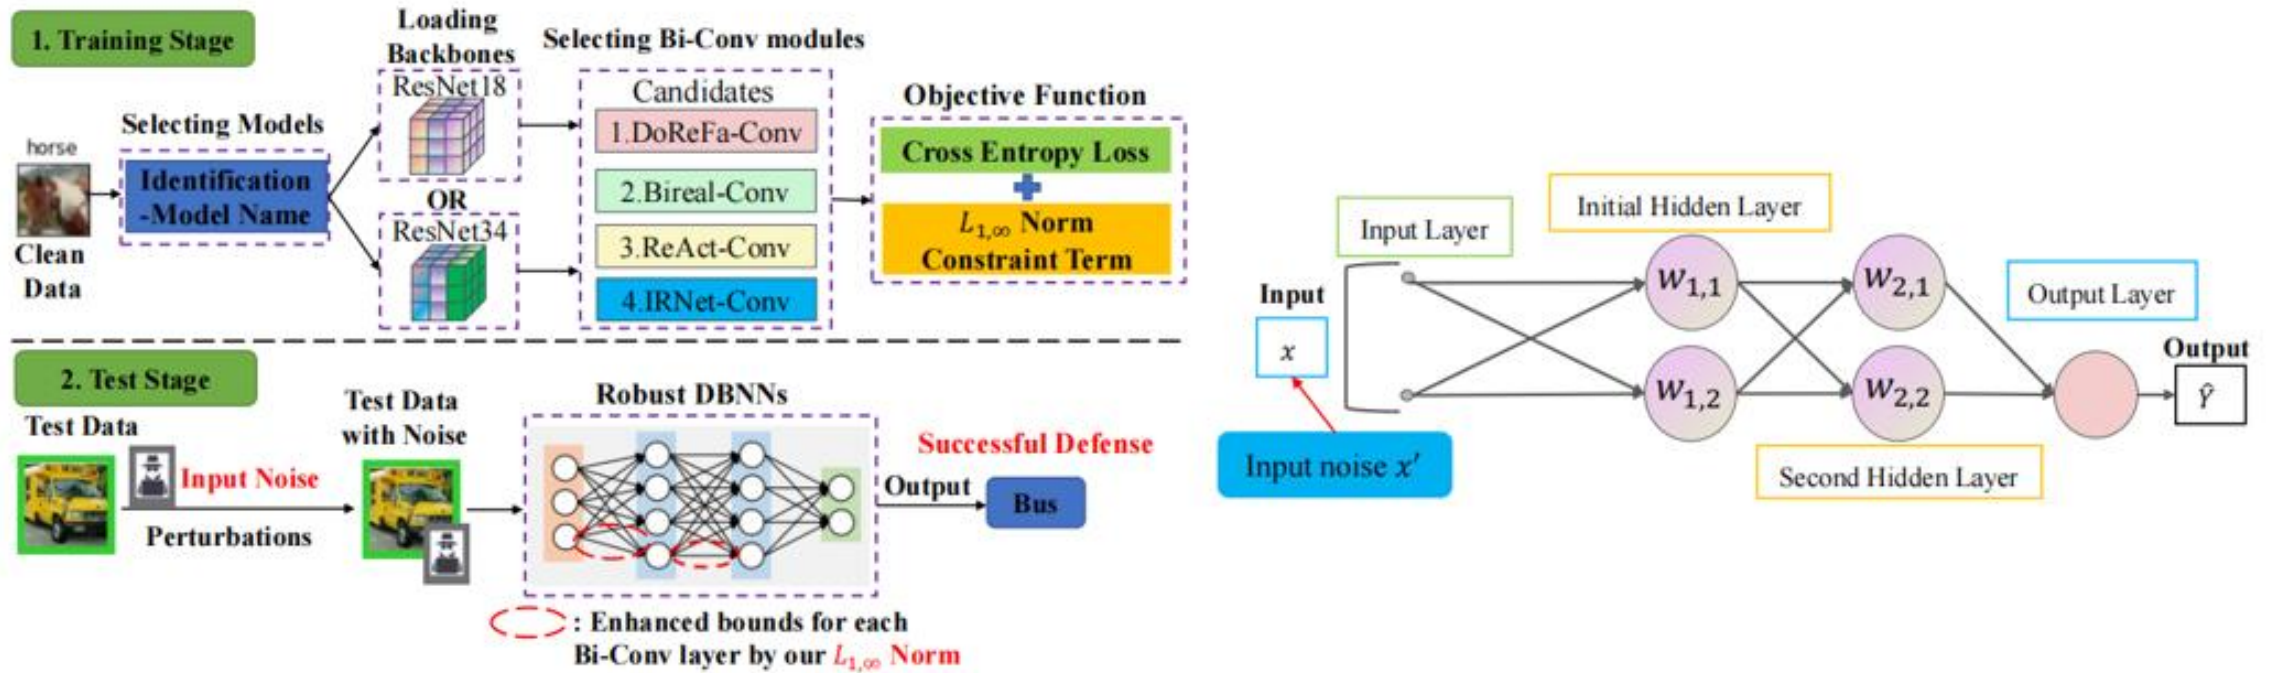 1. Training Stage
Loading
Backbones
Selecting Bi-Conv modules
ResNet18
Candidates
Objective Function
Selecting Models
1.DoReFa-Conv
horse
Cross Entropy Loss
Identification
-Model Name
OR
2.Bireal-Conv
ResNet34
L1,∞ Norm
Constraint Term
3.ReAct-Conv
Clean
Data
4.IRNet-Conv
2. Test Stage
Test Data
Input Noise
Perturbations
Test Data
with Noise
Robust DBNNs
Successful Defense
Output
Bus
: Enhanced bounds for each
Bi-Conv layer by our L1,∞ Norm
Initial Hidden Layer
Input Layer
Input
x
W1,1
W2,1
Output Layer
W1,2
W2,2
Output
Ŷ
Input noise x′
Second Hidden Layer